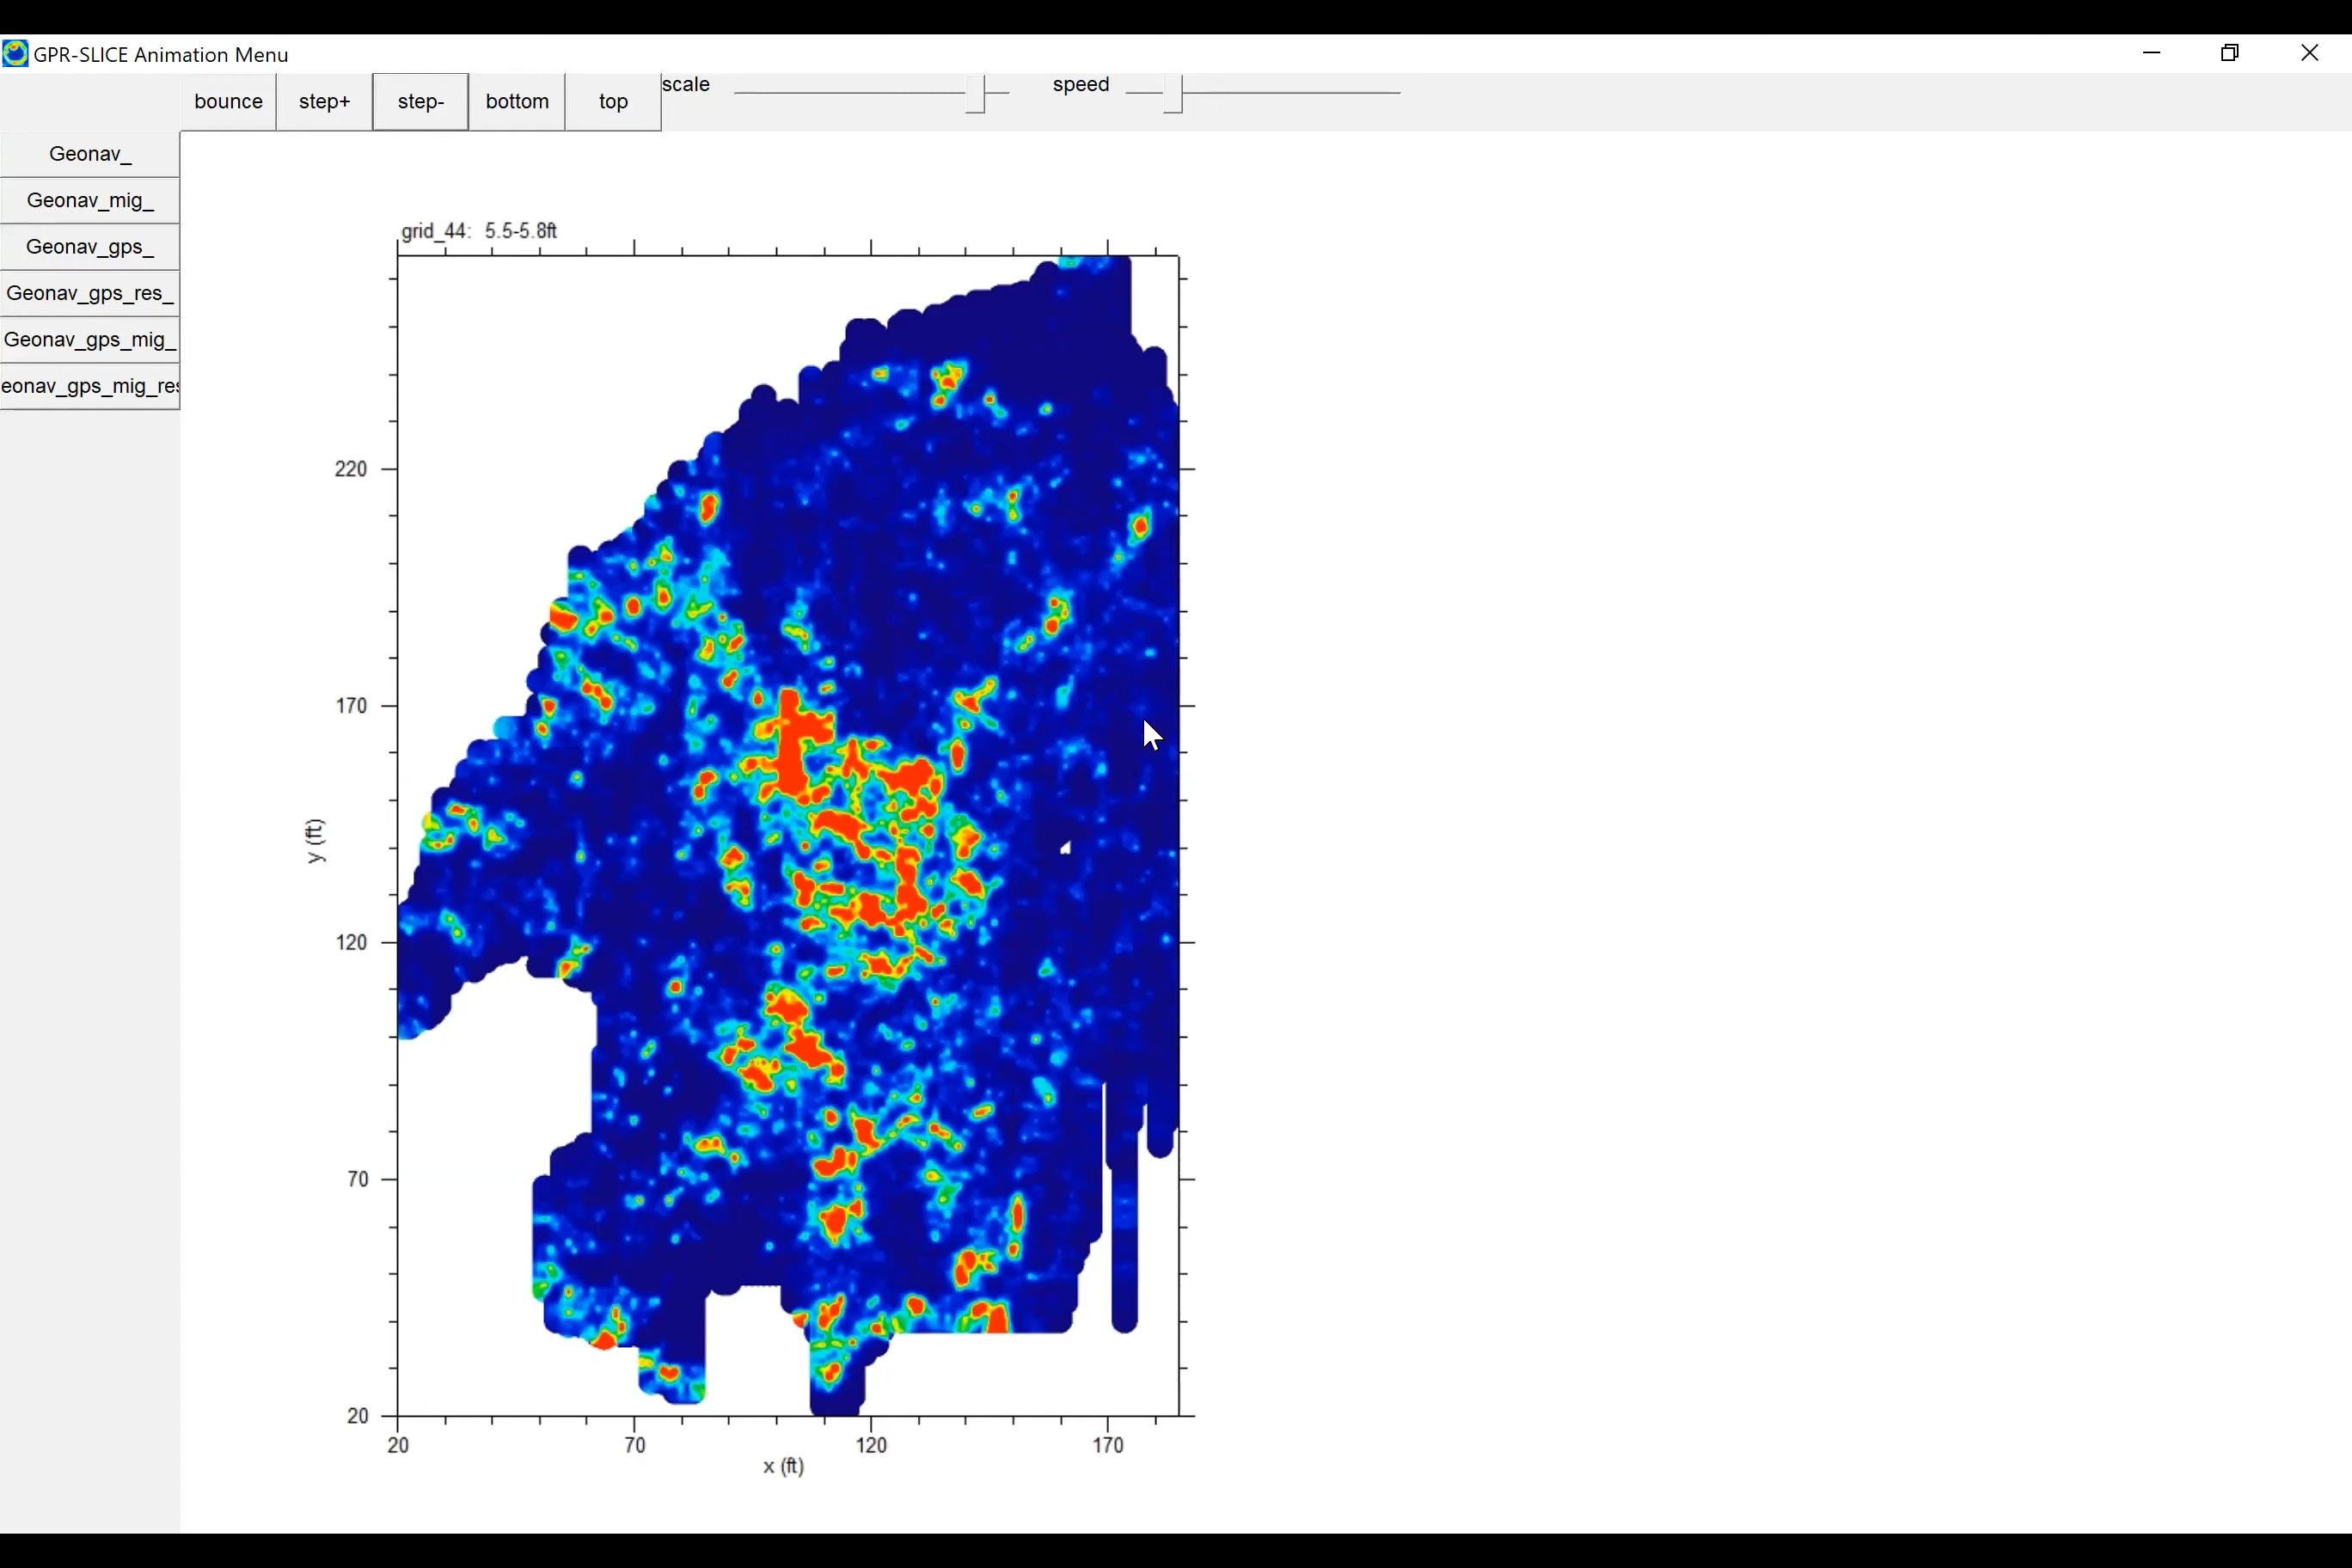 GPR-SLICE Animation Menu
bounce step+ step- bottom top scale speed
Geonav_
Geonav_mig_
Geonav_gps_
Geonav_gps_res_
Geonav_gps_mig_
eonav_gps_mig_res
grid_44: 5.5-5.8ft
220
170
y (ft)
120
70
20
20 70 120 170
x (ft)